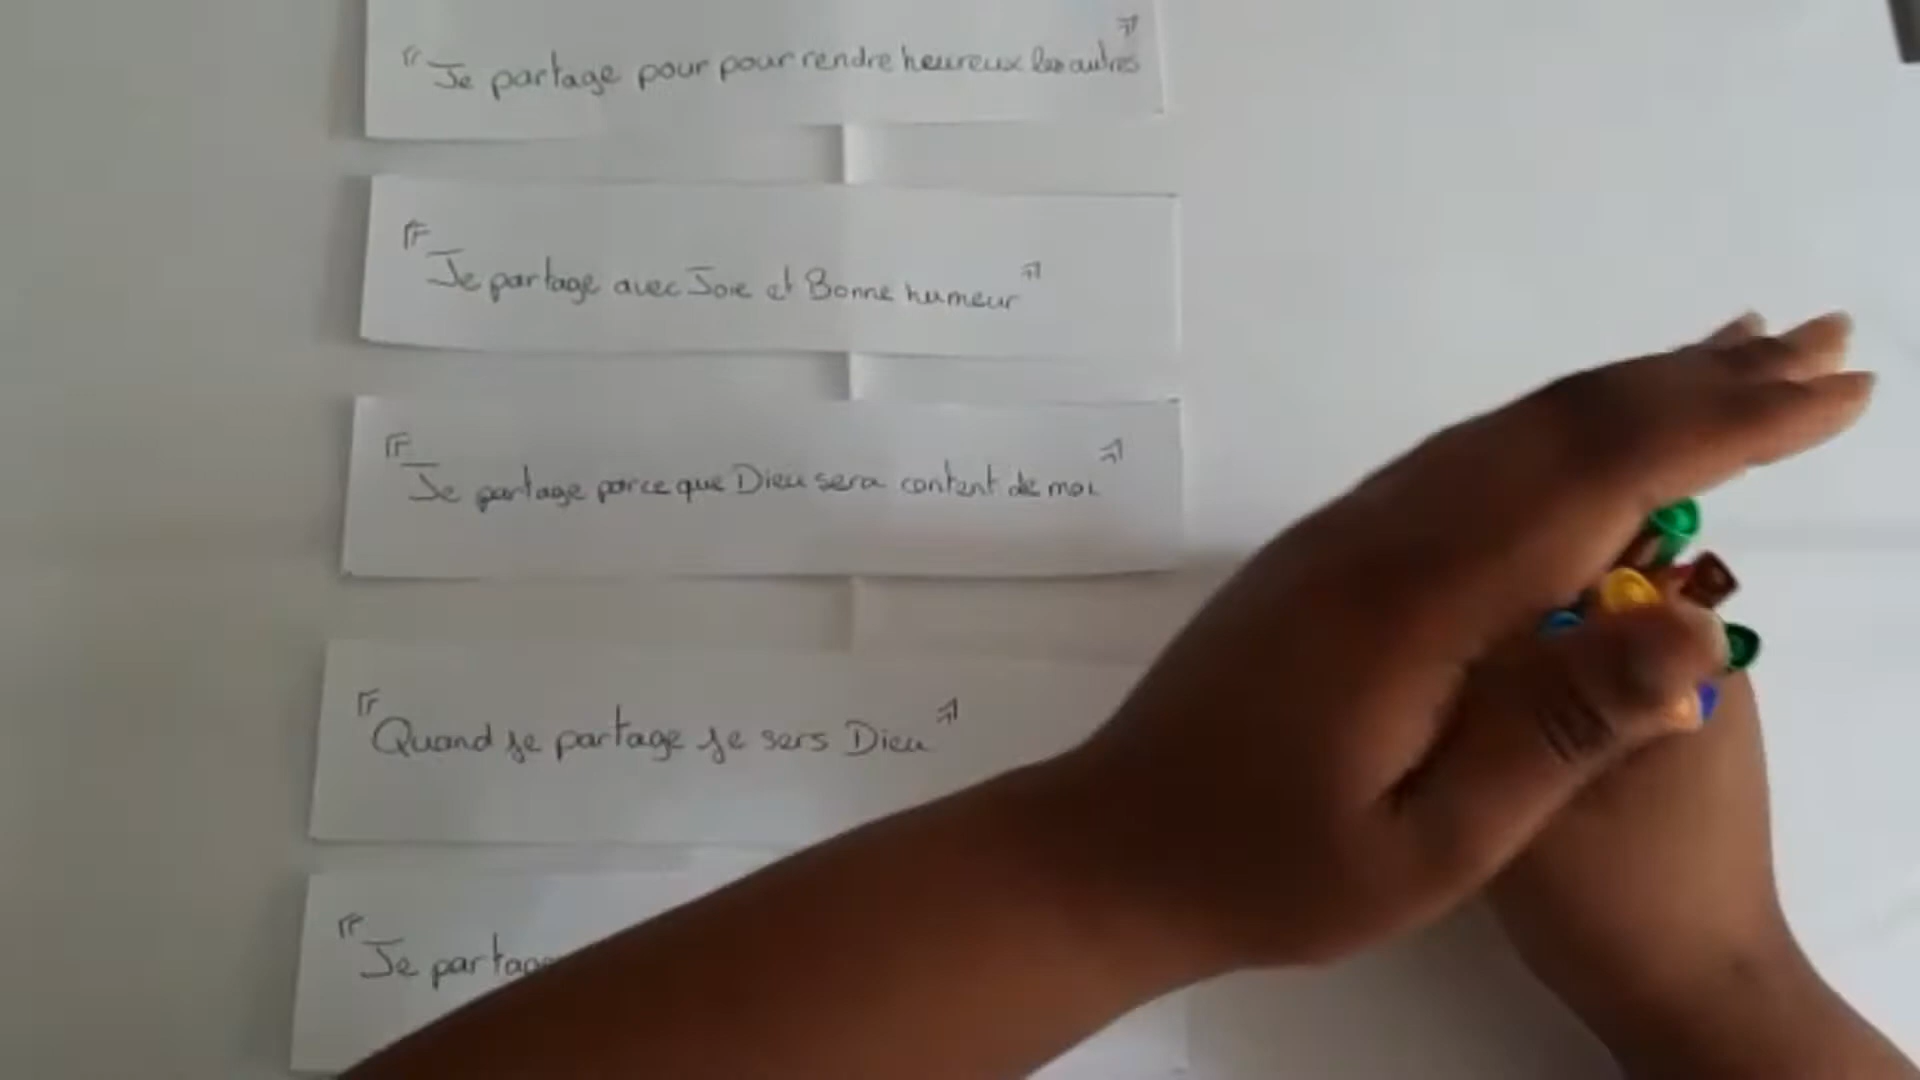 "Je partage pour pour rendre heureux les autres"
"Je partage avec Joie et Bonne humeur"
"Je partage parce que Dieu sera content de moi"
"Quand je partage je sers Dieu"
"Je partage